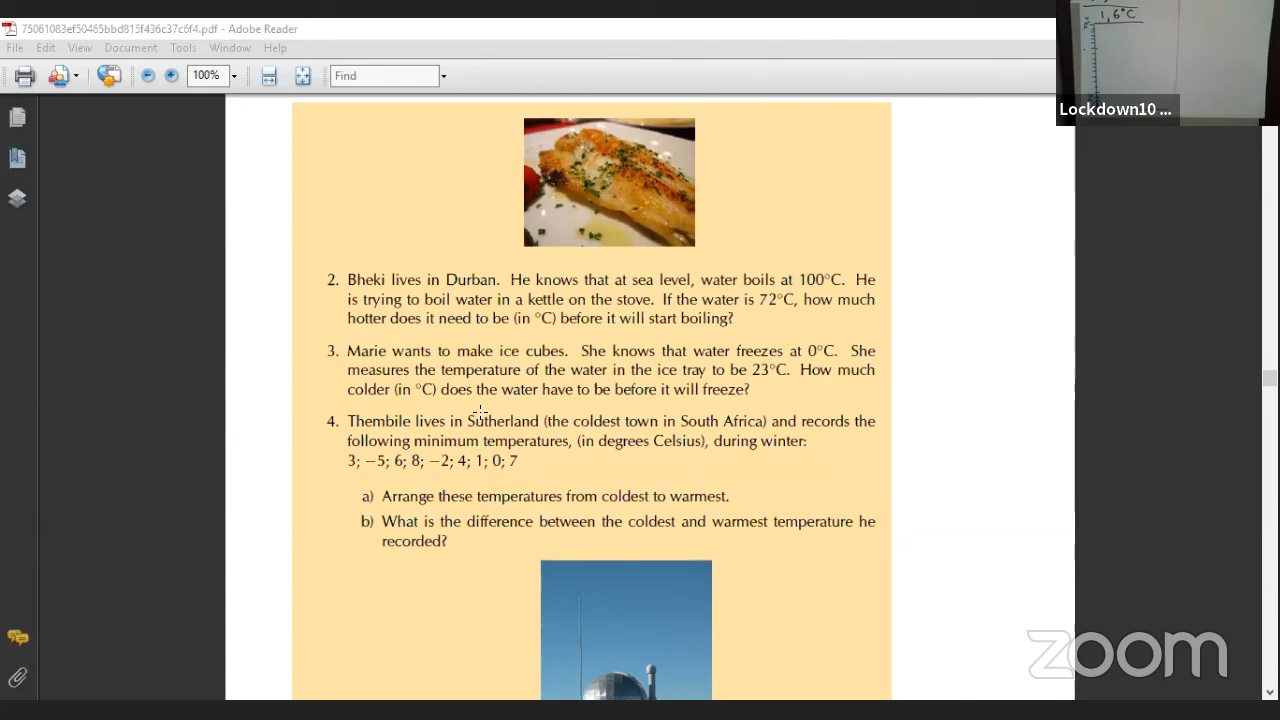 75061083ef50465bbd815f436c37c6f4.pdf - Adobe Reader
File Edit View Document Tools Window Help
100%
Find
1,6°C
Lockdown10 ...
2. Bheki lives in Durban. He knows that at sea level, water boils at 100°C. He
is trying to boil water in a kettle on the stove. If the water is 72°C, how much
hotter does it need to be (in °C) before it will start boiling?
3. Marie wants to make ice cubes. She knows that water freezes at 0°C. She
measures the temperature of the water in the ice tray to be 23°C. How much
colder (in °C) does the water have to be before it will freeze?
4. Thembile lives in Sutherland (the coldest town in South Africa) and records the
following minimum temperatures, (in degrees Celsius), during winter:
3; −5; 6; 8; −2; 4; 1; 0; 7
a) Arrange these temperatures from coldest to warmest.
b) What is the difference between the coldest and warmest temperature he
recorded?
zoom